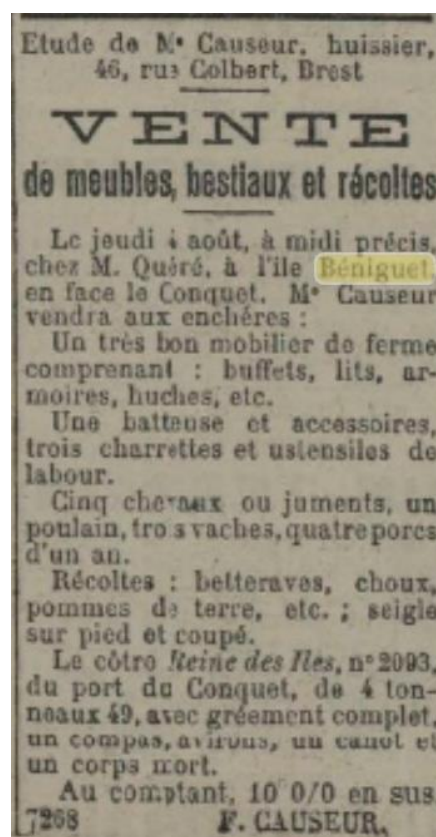 Etude de Mᵉ Causeur, huissier,
46, rue Colbert, Brest
VENTE
de meubles, bestiaux et récoltes
Le jeudi 4 août, à midi précis,
chez M. Quéré, à l'île Béniguet,
en face le Conquet. Mᵉ Causeur
vendra aux enchères :
Un très bon mobilier de ferme
comprenant : buffets, lits, ar-
moires, huches, etc.
Une batteuse et accessoires,
trois charrettes et ustensiles de
labour.
Cinq chevaux ou juments, un
poulain, trois vaches, quatre porcs
d'un an.
Récoltes : betteraves, choux,
pommes de terre, etc. ; seigle
sur pied et coupé.
Le côtre Reine des Iles, n° 2093,
du port du Conquet, de 4 ton-
neaux 49, avec gréement complet,
un compas, avirons, un canot et
un corps mort.
Au comptant, 10 0/0 en sus
7268 F. CAUSEUR.